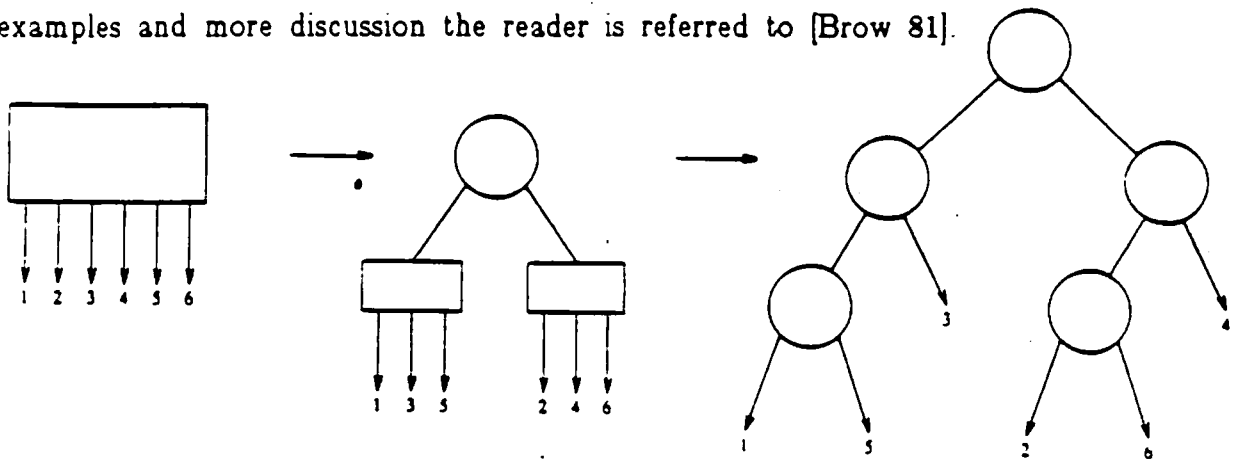 examples and more discussion the reader is referred to [Brow 81].
1 2 3 4 5 6
1 3 5
2 4 6
3
4
1
5
2
6